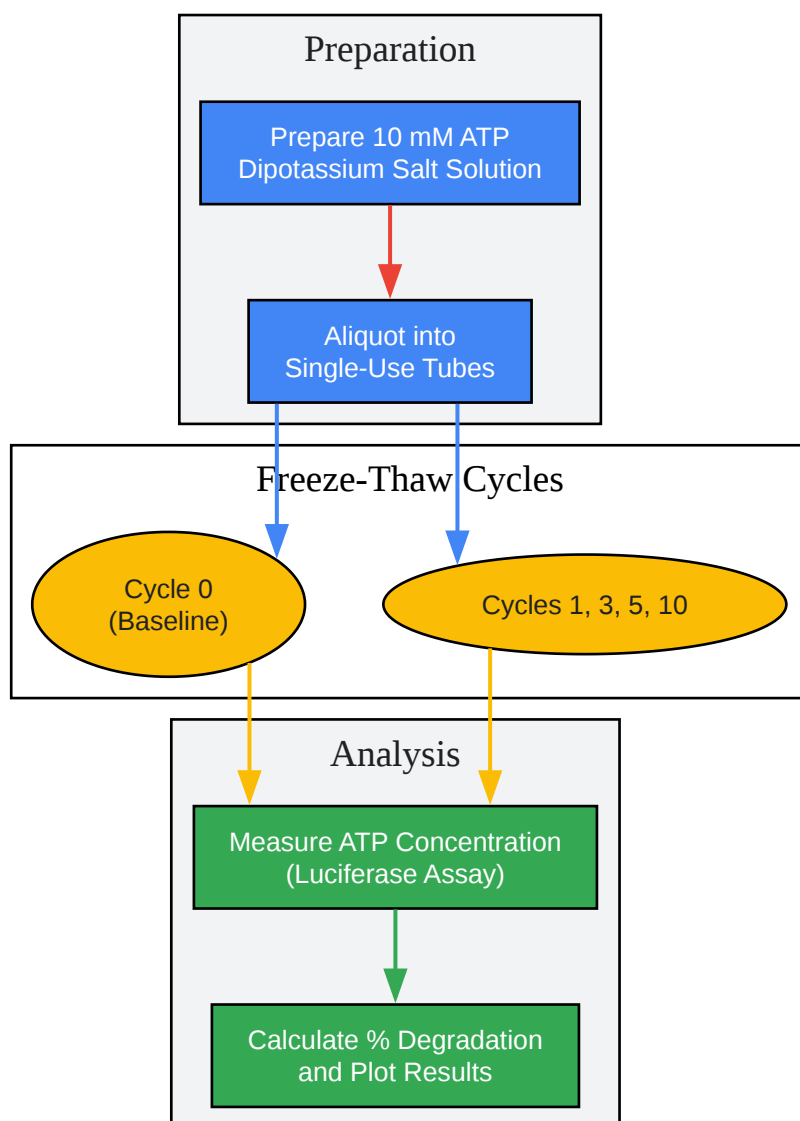 Preparation
Prepare 10 mM ATP
Dipotassium Salt Solution
Aliquot into
Single-Use Tubes
Freeze-Thaw Cycles
Cycle 0
(Baseline)
Cycles 1, 3, 5, 10
Analysis
Measure ATP Concentration
(Luciferase Assay)
Calculate % Degradation
and Plot Results